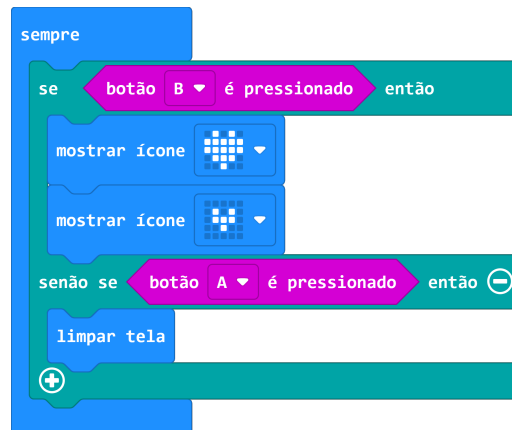 sempre
se botão B é pressionado então
mostrar ícone
mostrar ícone
senão se botão A é pressionado então
limpar tela